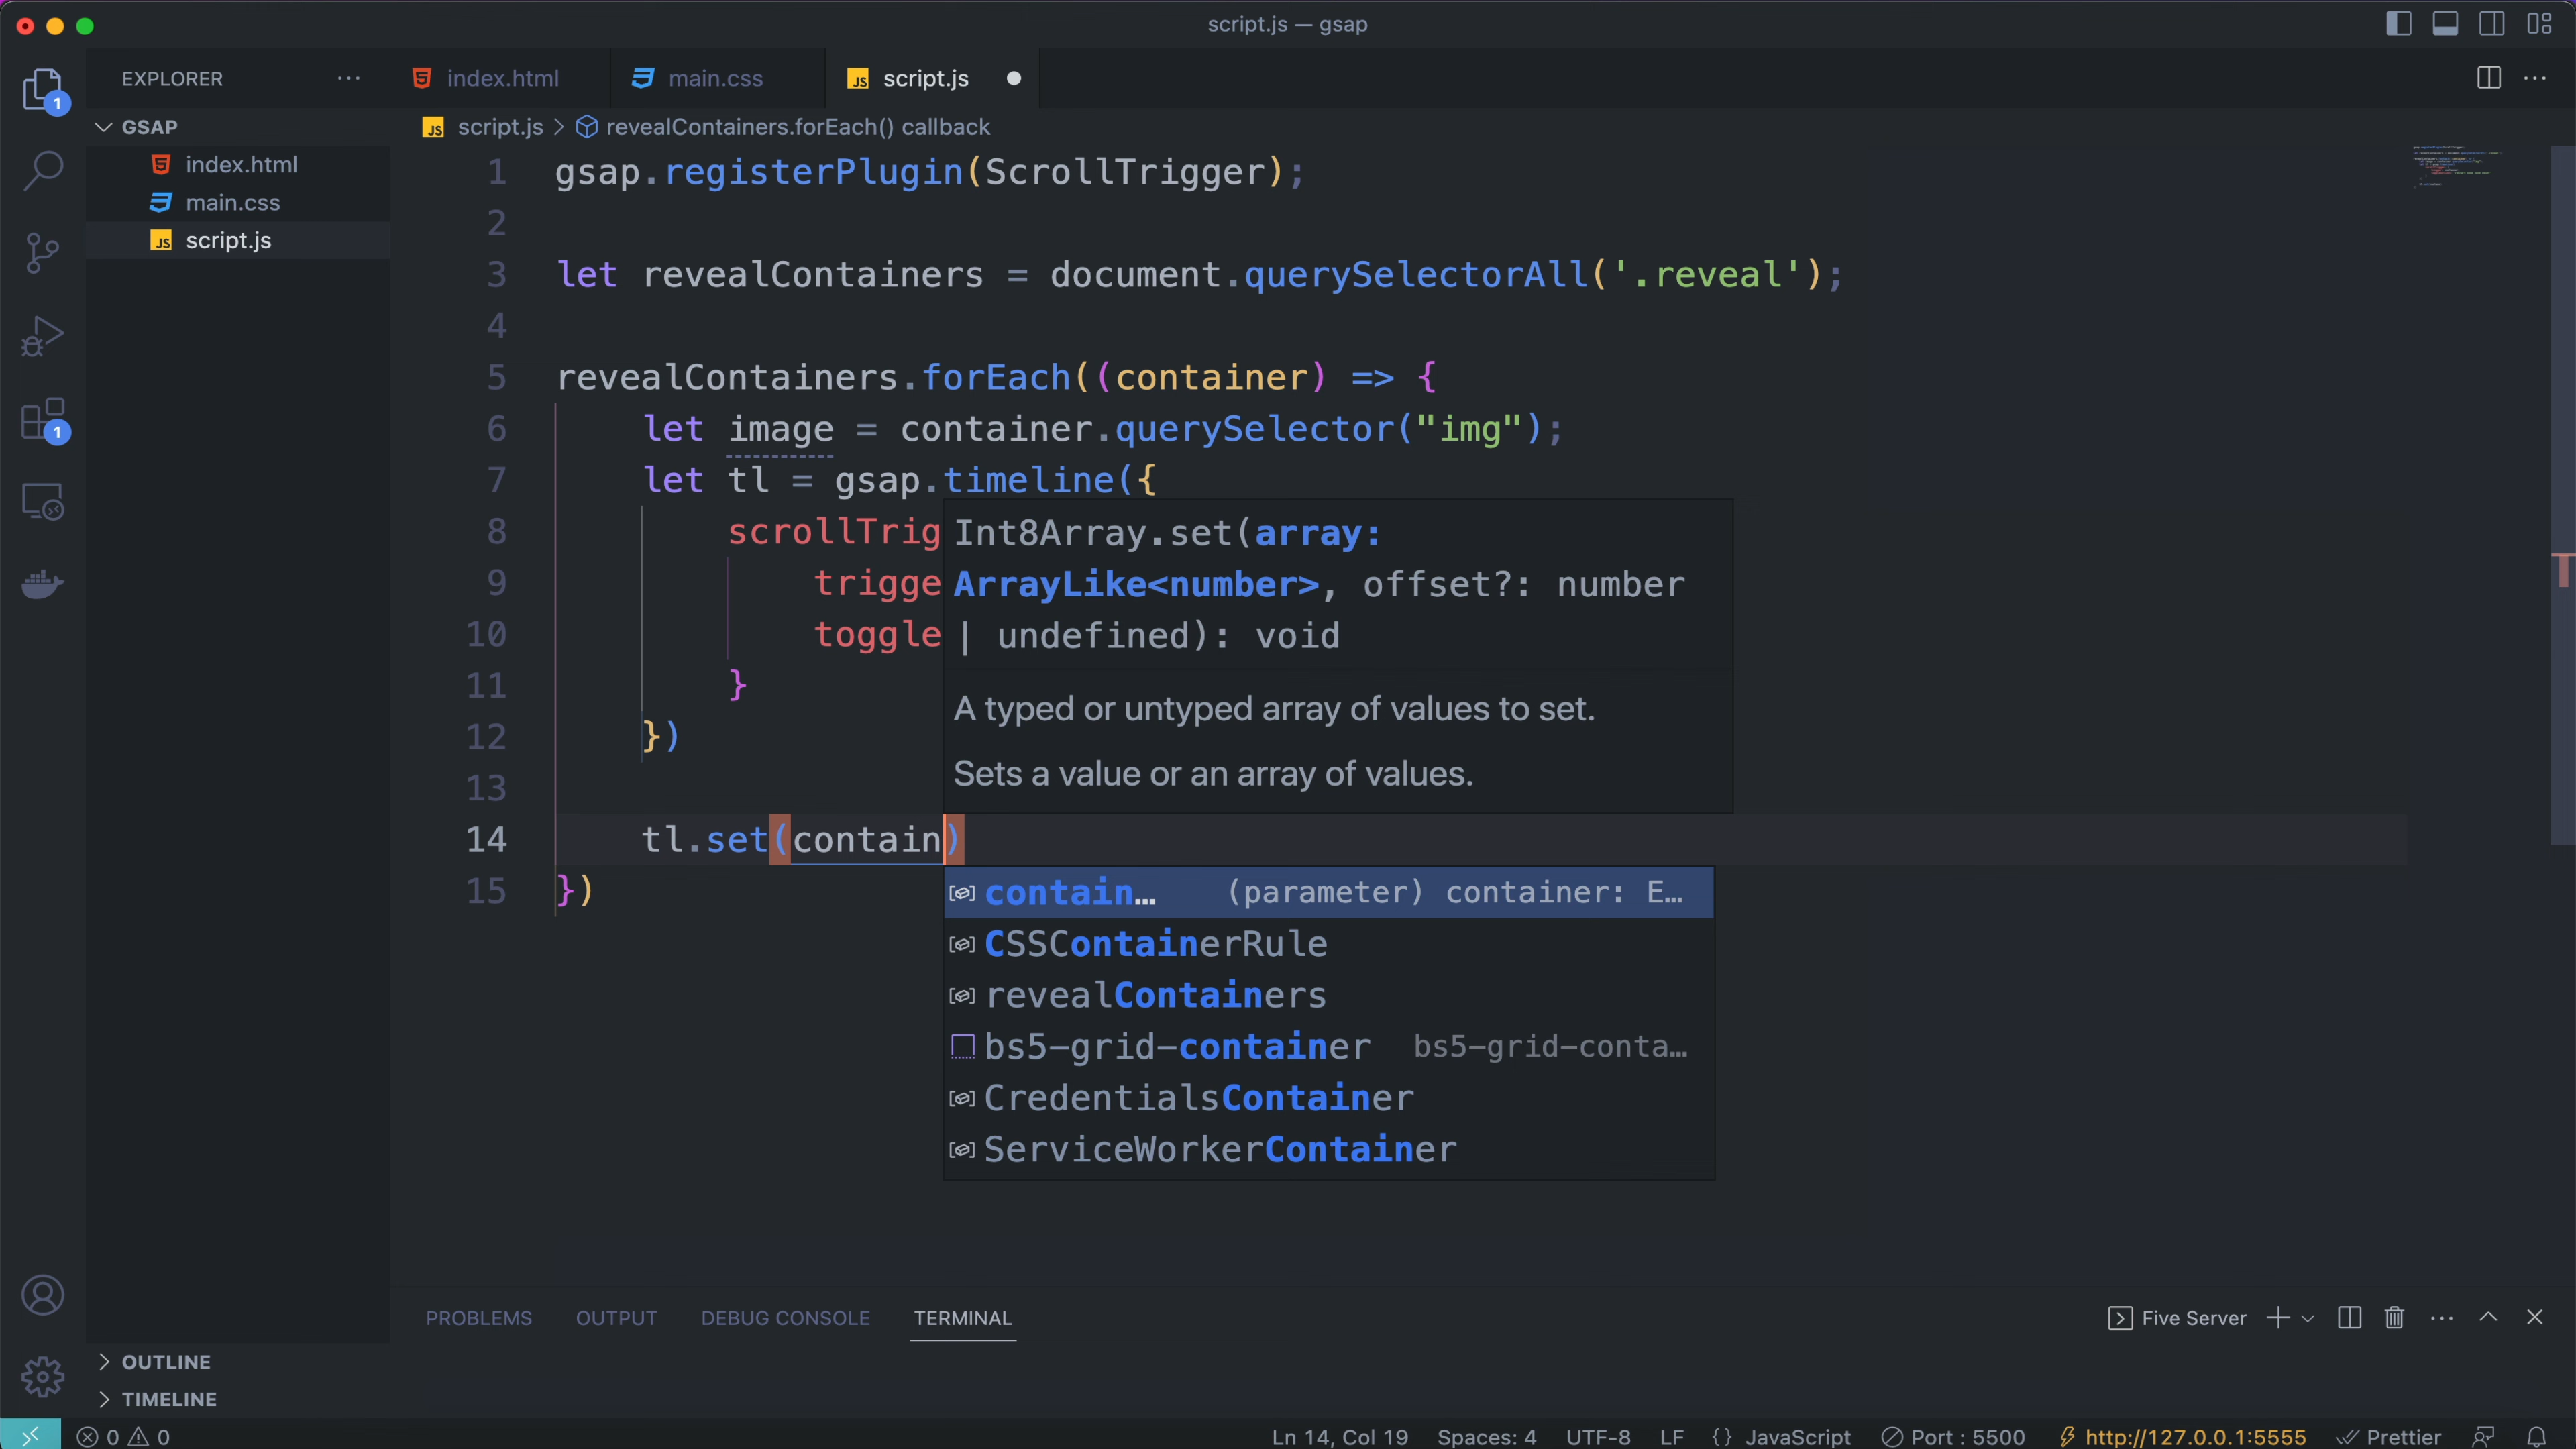 script.js — gsap
EXPLORER
index.html
main.css
script.js
1
GSAP
index.html
main.css
script.js
1
script.js > revealContainers.forEach() callback
1 gsap.registerPlugin(ScrollTrigger);
2
3 let revealContainers = document.querySelectorAll('.reveal');
4
5 revealContainers.forEach((container) => {
6 let image = container.querySelector("img");
7 let tl = gsap.timeline({
8 scrollTrig
9 trigge
10 toggle
11 }
12 })
13
14 tl.set(contain)
15 })
Int8Array.set(array:
ArrayLike<number>, offset?: number
| undefined): void
A typed or untyped array of values to set.
Sets a value or an array of values.
contain… (parameter) container: E…
CSSContainerRule
revealContainers
bs5-grid-container bs5-grid-conta…
CredentialsContainer
ServiceWorkerContainer
PROBLEMS
OUTPUT
DEBUG CONSOLE
TERMINAL
Five Server
OUTLINE
TIMELINE
0 0
Ln 14, Col 19
Spaces: 4
UTF-8
LF
{} JavaScript
Port : 5500
http://127.0.0.1:5555
Prettier